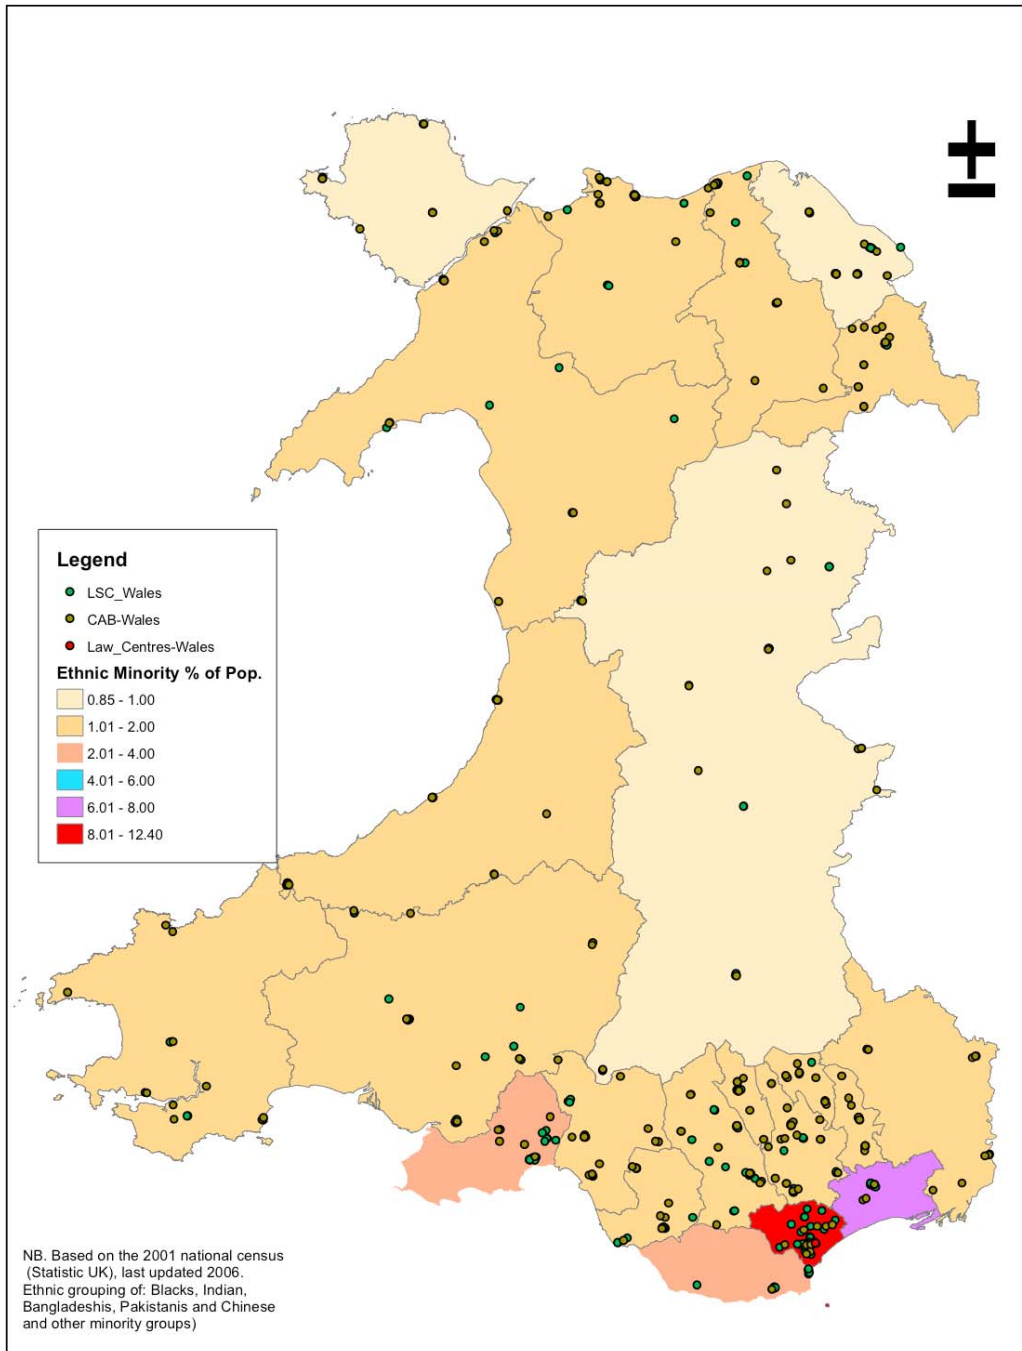 Legend
LSC_Wales
CAB-Wales
Law_Centres-Wales
Ethnic Minority % of Pop.
0.85 - 1.00
1.01 - 2.00
2.01 - 4.00
4.01 - 6.00
6.01 - 8.00
8.01 - 12.40
NB. Based on the 2001 national census
(Statistic UK), last updated 2006.
Ethnic grouping of: Blacks, Indian,
Bangladeshis, Pakistanis and Chinese
and other minority groups)